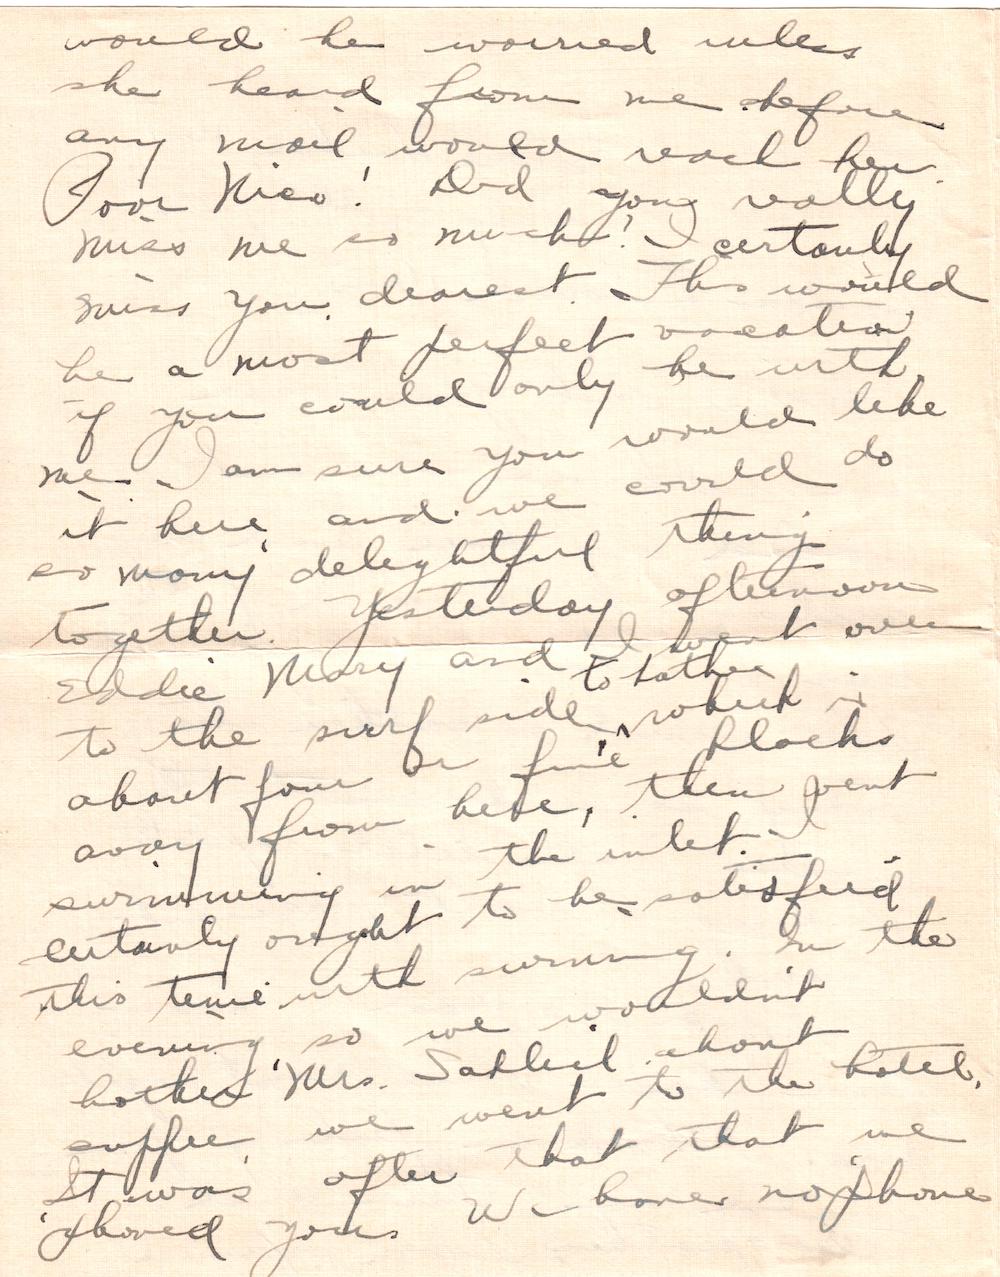 would be worried unless
she heard from me before
any mail would reach her.
Poor Nico! Did you really
miss me so much? I certainly
miss you, dearest. This would
be a most perfect vacation
if you could only be with
me. I am sure you would like
it here, and we could do
so many delightful things
together. Yesterday afternoon
Eddie Mary and I went over
to bathe
to the surf side, which is
about four or five blocks
away from here, then went
swimming in the inlet. I
certainly ought to be satisfied
this time with swimming. In the
evening so we wouldn't
bother Mrs. about
supper we went to the hotel.
It was after that that we
'phoned you. We have no 'phone